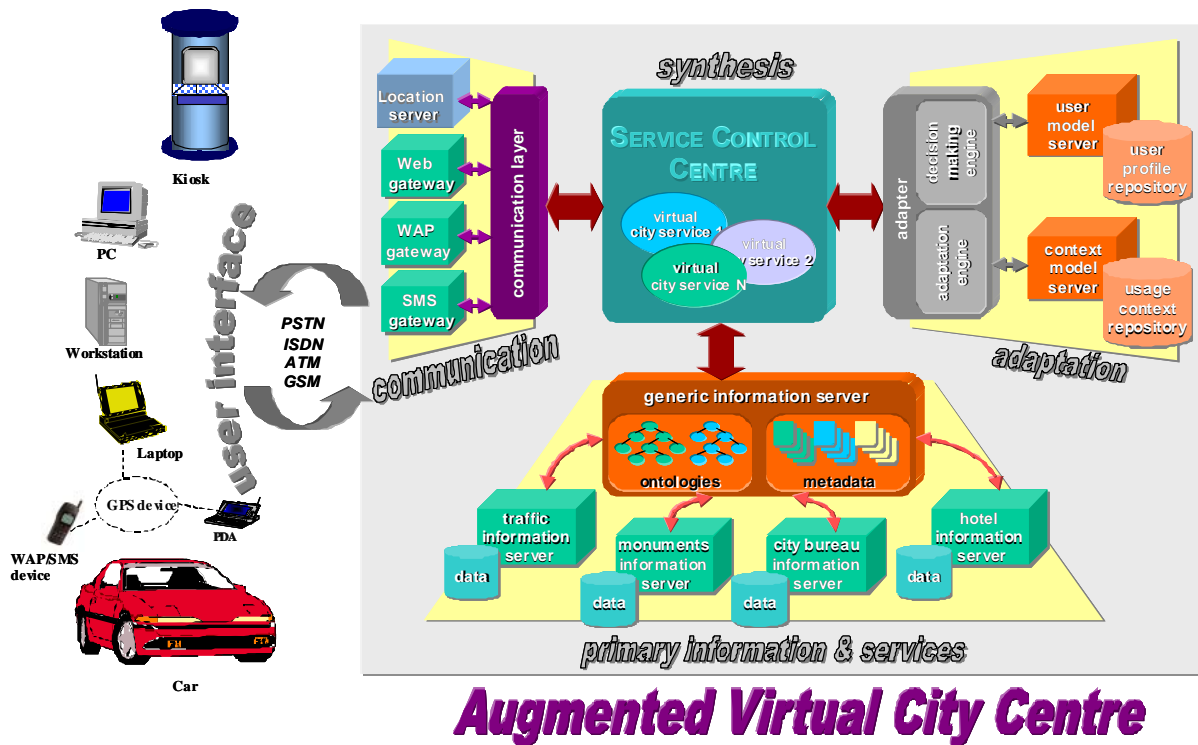 Kiosk
PC
Workstation
Laptop
GPS device
PDA
WAP/SMS
device
Car
user interface
PSTN
ISDN
ATM
GSM
Location
server
Web
gateway
WAP
gateway
SMS
gateway
communication layer
communication
synthesis
SERVICE CONTROL
CENTRE
virtual
city service 1
virtual
city service 2
virtual
city service N
adapter
decision
making
engine
adaptation
engine
user
model
server
user
profile
repository
context
model
server
usage
context
repository
adaptation
generic information server
ontologies
metadata
traffic
information
server
data
monuments
information
server
data
city bureau
information
server
data
hotel
information
server
data
primary information & services
Augmented Virtual City Centre